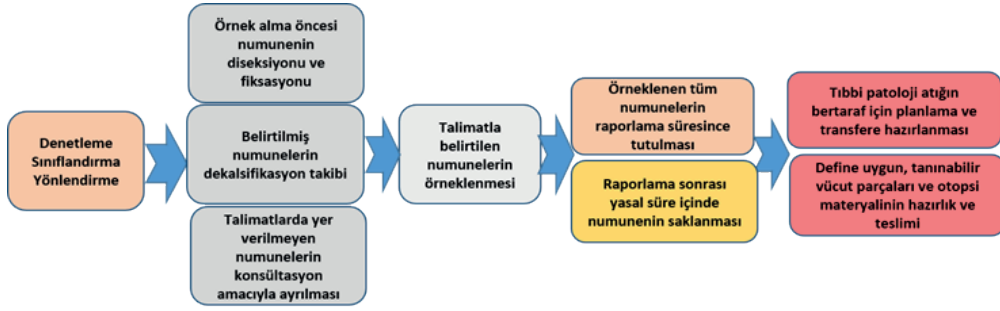 Denetleme
Sınıflandırma
Yönlendirme
Örnek alma öncesi
numunenin
diseksiyonu ve
fiksasyonu
Belirtilmiş
numunelerin
dekalsifikasyon takibi
Talimatlarda yer
verilmeyen
numunelerin
konsültasyon
amacıyla ayrılması
Talimatla
belirtilen
numunelerin
örneklenmesi
Örneklenen tüm
numunelerin
raporlama süresince
tutulması
Raporlama sonrası
yasal süre içinde
numunenin saklanması
Tıbbi patoloji atığın
bertaraf için planlama ve
transfere hazırlanması
Define uygun, tanınabilir
vücut parçaları ve otopsi
materyalinin hazırlık ve
teslimi